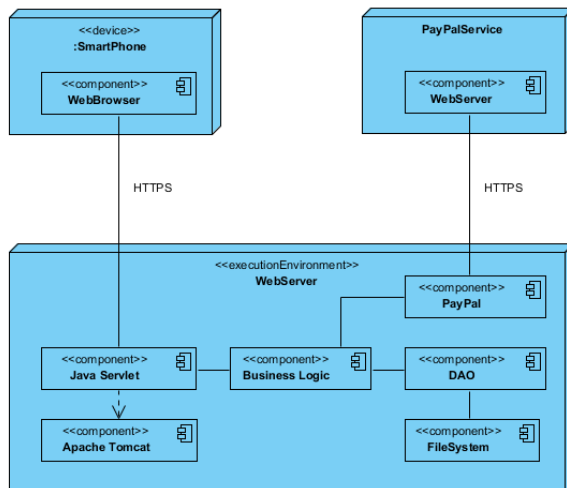 <<device>>
:SmartPhone
<<component>>
WebBrowser
PayPalService
<<component>>
WebServer
HTTPS
HTTPS
<<executionEnvironment>>
WebServer
<<component>>
PayPal
<<component>>
Java Servlet
<<component>>
Business Logic
<<component>>
DAO
<<component>>
Apache Tomcat
<<component>>
FileSystem